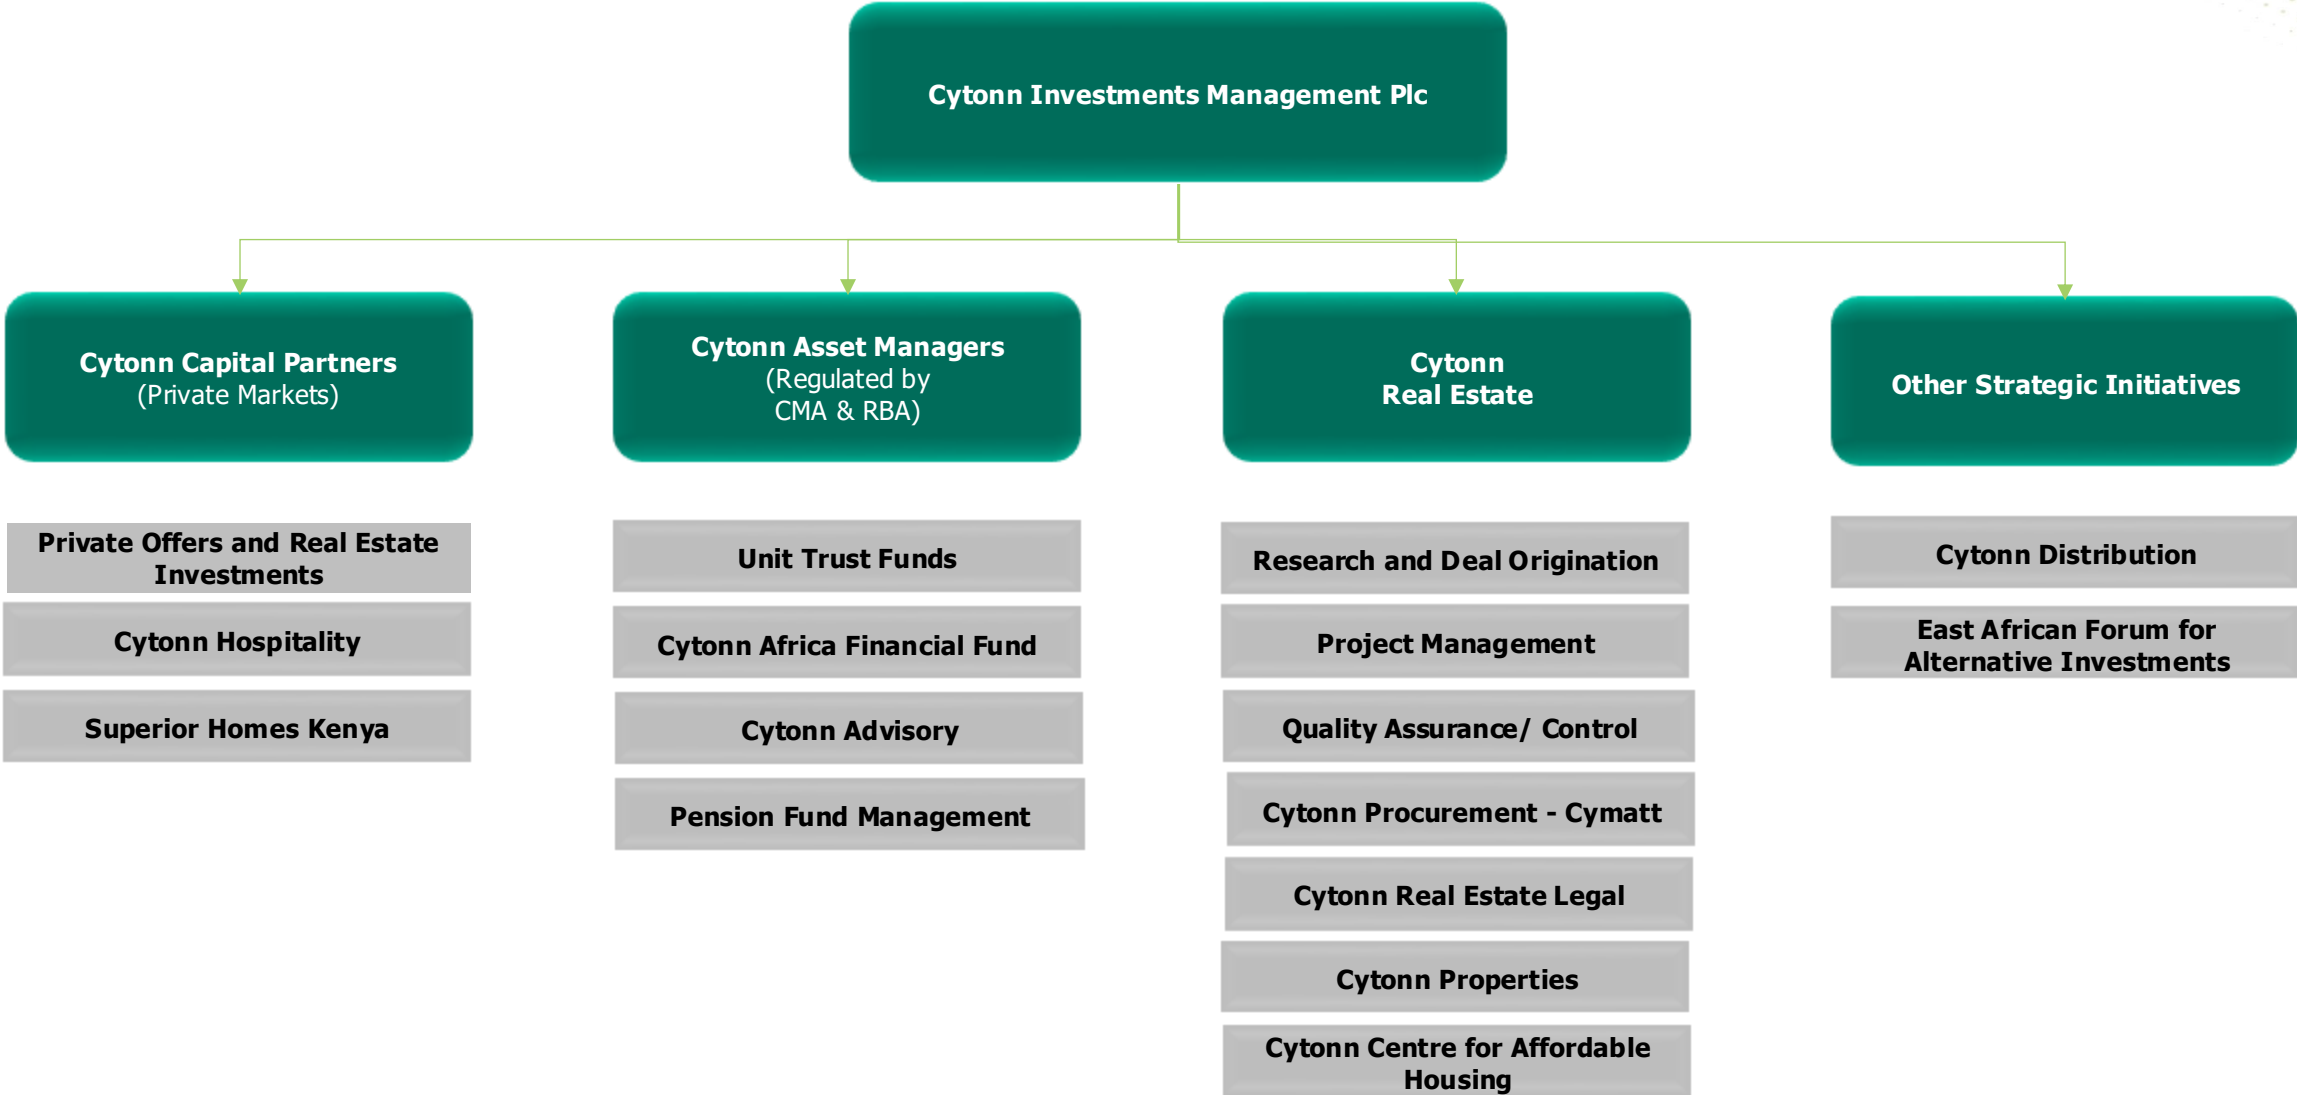 Cytonn Investments Management Plc
Cytonn Capital Partners
(Private Markets)
Cytonn Asset Managers
(Regulated by
CMA & RBA)
Cytonn
Real Estate
Other Strategic Initiatives
Private Offers and Real Estate
Investments
Cytonn Hospitality
Superior Homes Kenya
Unit Trust Funds
Cytonn Africa Financial Fund
Cytonn Advisory
Pension Fund Management
Research and Deal Origination
Project Management
Quality Assurance/ Control
Cytonn Procurement - Cymatt
Cytonn Real Estate Legal
Cytonn Properties
Cytonn Centre for Affordable
Housing
Cytonn Distribution
East African Forum for
Alternative Investments